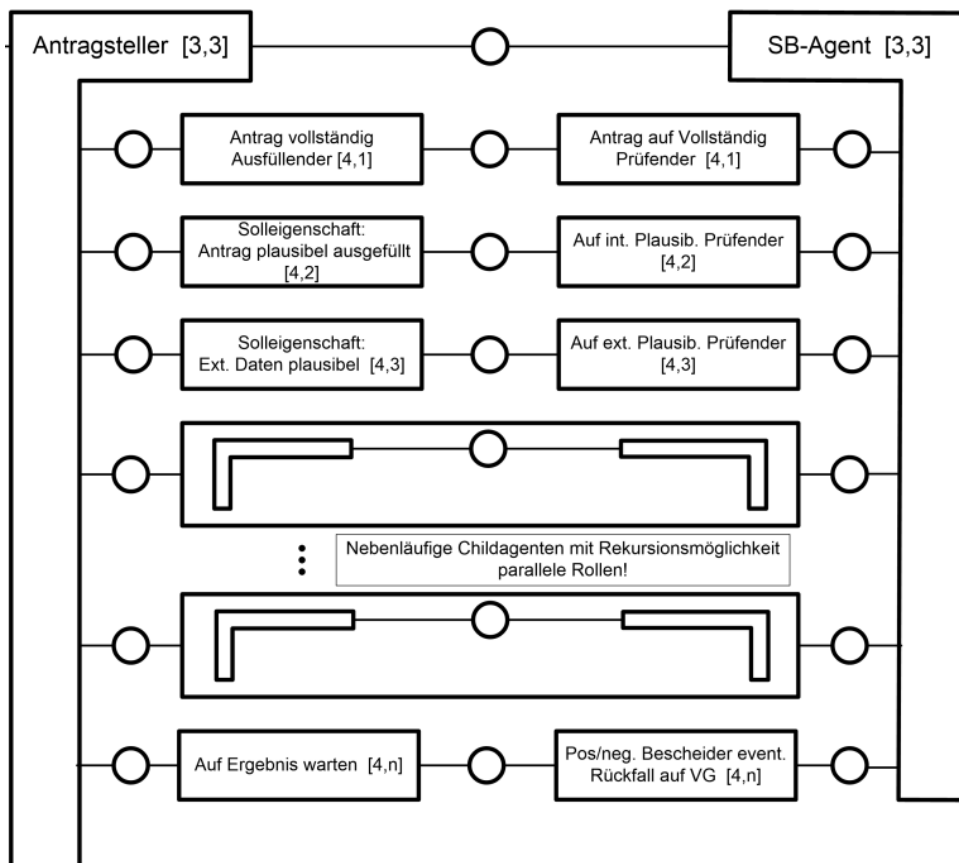 Antragsteller [3,3]
SB-Agent [3,3]
Antrag vollständig
Ausfüllender [4,1]
Antrag auf Vollständig
Prüfender [4,1]
Solleigenschaft:
Antrag plausibel ausgefüllt
[4,2]
Auf int. Plausib. Prüfender
[4,2]
Solleigenschaft:
Ext. Daten plausibel [4,3]
Auf ext. Plausib. Prüfender
[4,3]
Nebenläufige Childagenten mit Rekursionsmöglichkeit
parallele Rollen!
Auf Ergebnis warten [4,n]
Pos/neg. Bescheider event.
Rückfall auf VG [4,n]